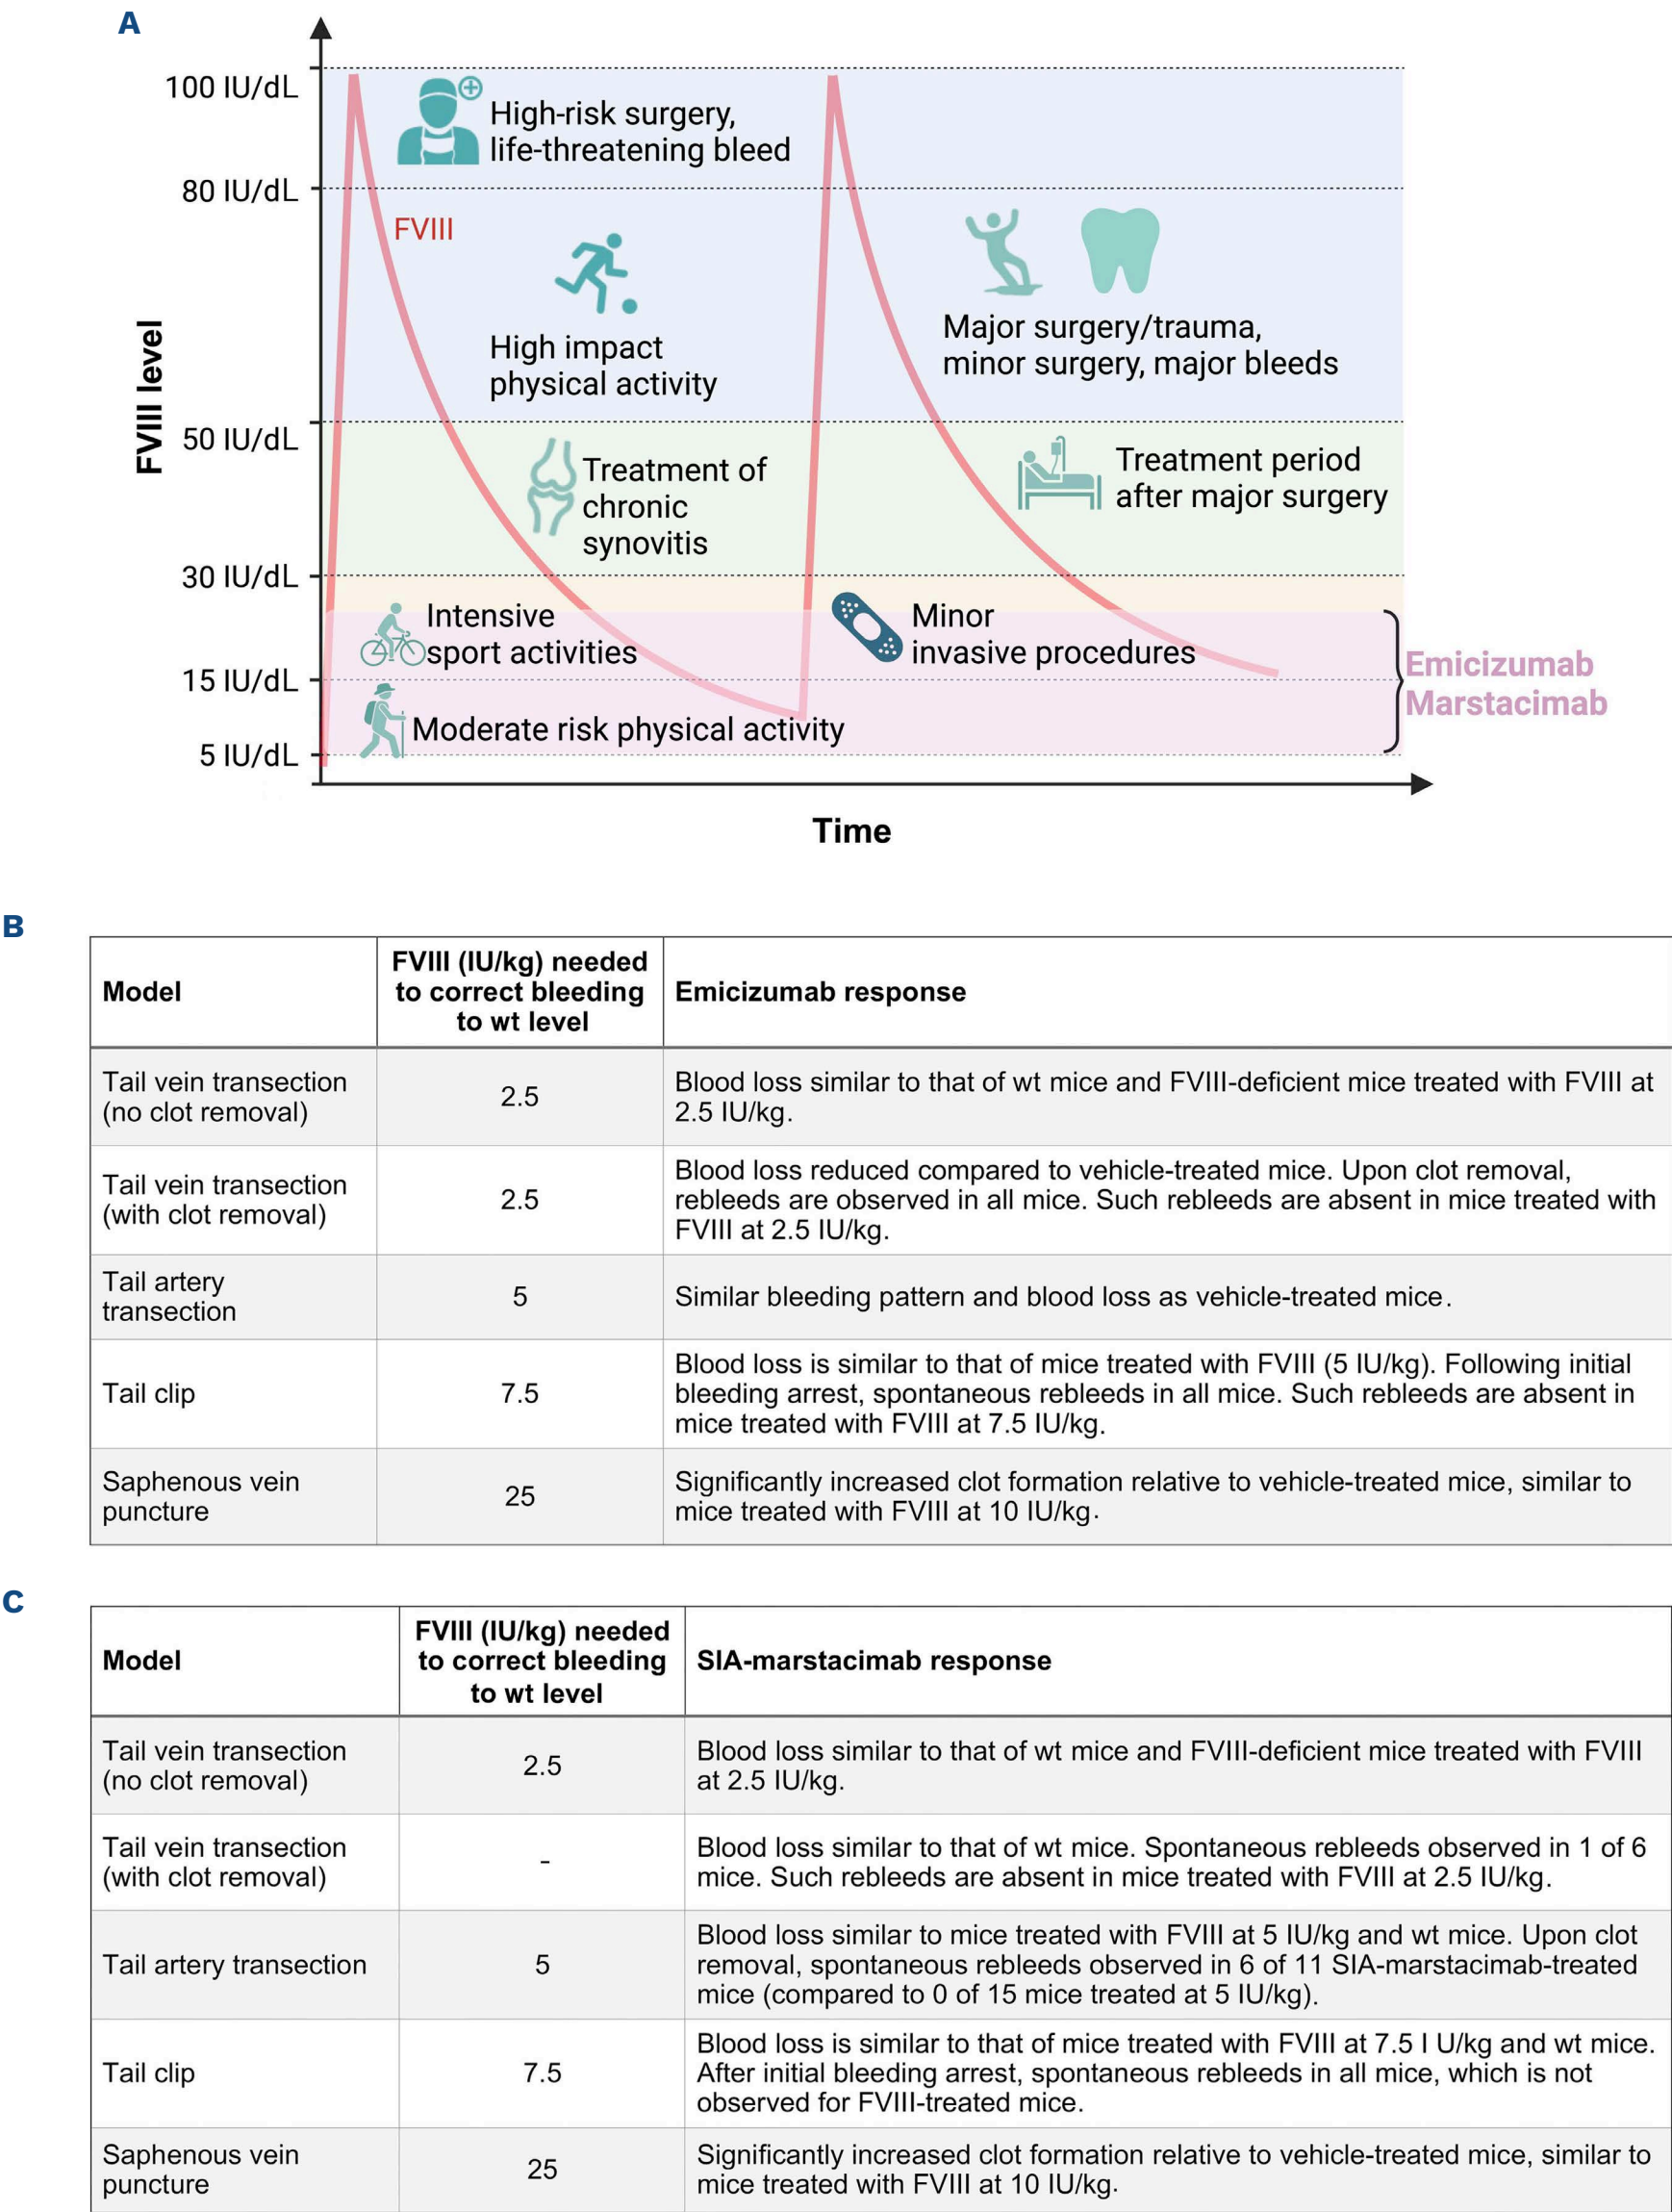 A
100 IU/dL
High-risk surgery,
life-threatening bleed
80 IU/dL
FVIII
High impact
physical activity
Major surgery/trauma,
minor surgery, major bleeds
FVIII level
50 IU/dL
Treatment of
chronic
synovitis
Treatment period
after major surgery
30 IU/dL
Intensive
sport activities
Minor
invasive procedures
Emicizumab
Marstacimab
15 IU/dL
Moderate risk physical activity
5 IU/dL
Time
B
Model
FVIII (IU/kg) needed
to correct bleeding
to wt level
Emicizumab response
Tail vein transection
(no clot removal)
2.5
Blood loss similar to that of wt mice and FVIII-deficient mice treated with FVIII at
2.5 IU/kg.
Tail vein transection
(with clot removal)
2.5
Blood loss reduced compared to vehicle-treated mice. Upon clot removal,
rebleeds are observed in all mice. Such rebleeds are absent in mice treated with
FVIII at 2.5 IU/kg.
Tail artery
transection
5
Similar bleeding pattern and blood loss as vehicle-treated mice.
Tail clip
7.5
Blood loss is similar to that of mice treated with FVIII (5 IU/kg). Following initial
bleeding arrest, spontaneous rebleeds in all mice. Such rebleeds are absent in
mice treated with FVIII at 7.5 IU/kg.
Saphenous vein
puncture
25
Significantly increased clot formation relative to vehicle-treated mice, similar to
mice treated with FVIII at 10 IU/kg.
C
Model
FVIII (IU/kg) needed
to correct bleeding
to wt level
SIA-marstacimab response
Tail vein transection
(no clot removal)
2.5
Blood loss similar to that of wt mice and FVIII-deficient mice treated with FVIII
at 2.5 IU/kg.
Tail vein transection
(with clot removal)
-
Blood loss similar to that of wt mice. Spontaneous rebleeds observed in 1 of 6
mice. Such rebleeds are absent in mice treated with FVIII at 2.5 IU/kg.
Tail artery transection
5
Blood loss similar to mice treated with FVIII at 5 IU/kg and wt mice. Upon clot
removal, spontaneous rebleeds observed in 6 of 11 SIA-marstacimab-treated
mice (compared to 0 of 15 mice treated at 5 IU/kg).
Tail clip
7.5
Blood loss is similar to that of mice treated with FVIII at 7.5 I U/kg and wt mice.
After initial bleeding arrest, spontaneous rebleeds in all mice, which is not
observed for FVIII-treated mice.
Saphenous vein
puncture
25
Significantly increased clot formation relative to vehicle-treated mice, similar to
mice treated with FVIII at 10 IU/kg.